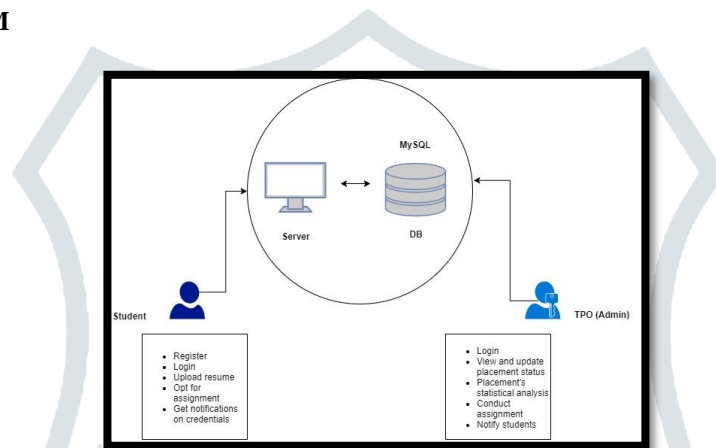 M
MySQL
Server
DB
Student
TPO (Admin)
Register
Login
Upload resume
Opt for
assignment
Get notifications
on credentials
Login
View and update
placement status
Placement's
statistical analysis
Conduct
assignment
Notify students